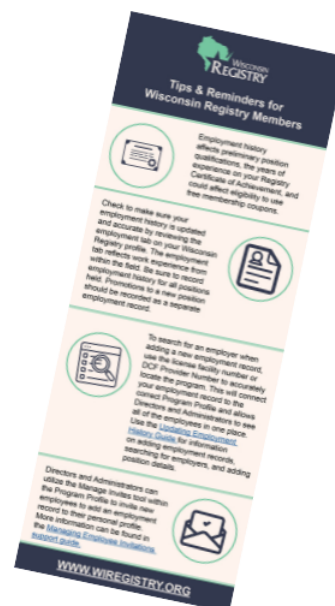 WISCONSIN
REGISTRY
Tips & Reminders for
Wisconsin Registry Members
Employment history
affects preliminary position
qualifications, the years of
experience on your Registry
Certificate of Achievement, and
could affect eligibility to use
free membership coupons.
Check to make sure your
employment history is updated
and accurate by reviewing the
employment tab on your Wisconsin
Registry profile. The employment
tab reflects work experience from
within the field. Be sure to record
employment history for all positions
held. Promotions to a new position
should be recorded as a separate
employment record.
To search for an employer when
adding a new employment record,
use the license facility number or
DCF Provider Number to accurately
locate the program. This will connect
your employment record to the
correct Program Profile and allows
Directors and Administrators to see
all of the employees in one place.
Use the Updating Employment
History Guide for information
on adding employment records,
searching for employers, and adding
position details.
Directors and Administrators can
utilize the Manage Invites tool within
the Program Profile to invite new
employees to add an employment
record to their personal profile.
More information can be found in
the Managing Employee Invitations
support guide.
WWW.WIREGISTRY.ORG